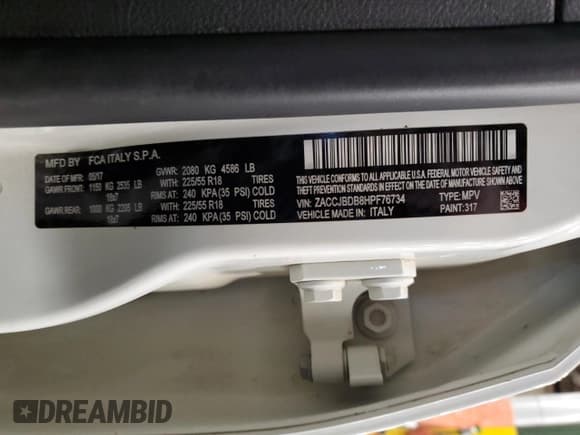 MFD BY FCA ITALY S.P.A. GVWR: 2080 KG 4586 LB
DATE OF MFR: 05/17 WITH: 225/55 R18 TIRES
GAWR FRONT: 1150 KG 2535 LB RIMS AT: 240 KPA(35 PSI) COLD
18x7 WITH: 225/55 R18 TIRES
GAWR REAR: LB RIMS AT: 240 KPA(35 PSI) COLD
18x7
THIS VEHICLE CONFORMS TO ALL APPLICABLE
U.S.A. FEDERAL MOTOR VEHICLE SAFETY
BUMPER AND THEFT PREVENTION STANDARDS
IN EFFECT ON THE DATE OF MANUFACTURE SHOWN ABOVE
VIN: ZACCJBDB8HPF76734 TYPE: MPV
VEHICLE MADE IN: ITALY PAINT: 317
DREAMBID